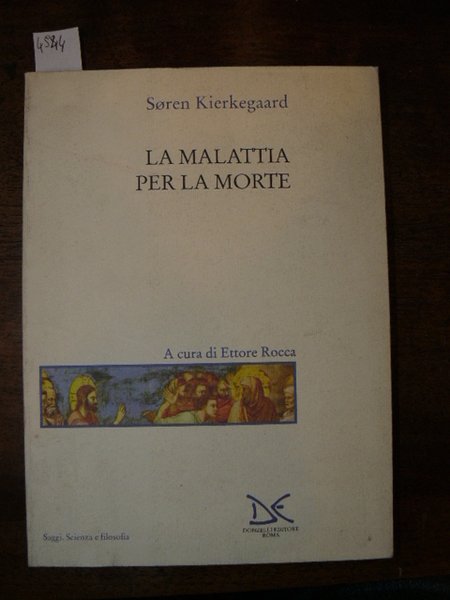 4544
Søren Kierkegaard
LA MALATTIA
PER LA MORTE
A cura di Ettore Rocca
DE
DONZELLI EDITORE
ROMA
Saggi. Scienza e filosofia